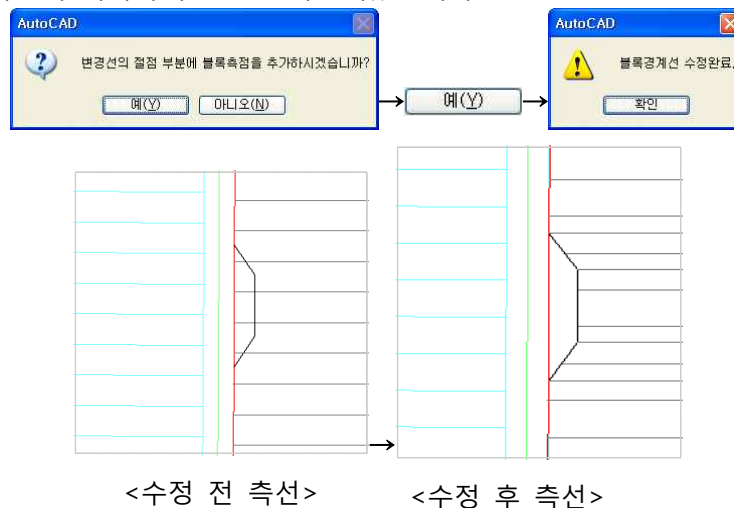 AutoCAD
변경선의 절점 부분에 블록측점을 추가하시겠습니까?
예(Y)
아니오(N)
예(Y)
AutoCAD
블록경계선 수정완료.
확인
<수정 전 측선>
<수정 후 측선>